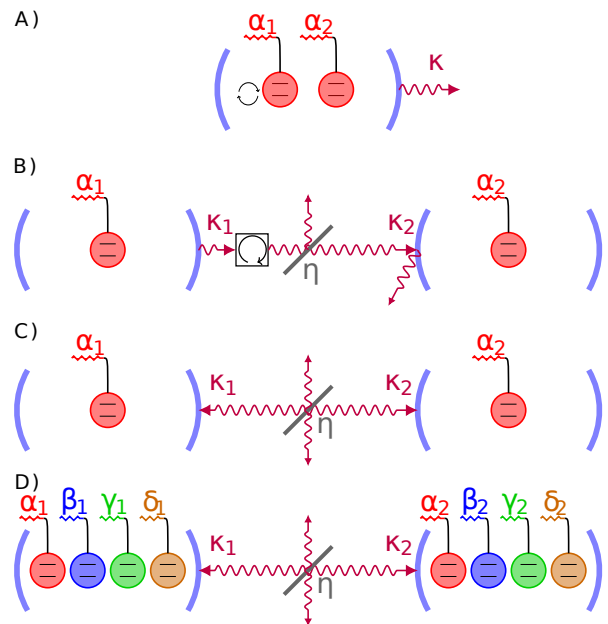 A)
α1 α2
κ
B)
α1 κ1 κ2 α2
η
C)
α1 κ1 κ2 α2
η
D)
α1 β1 γ1 δ1 κ1 κ2 α2 β2 γ2 δ2
η